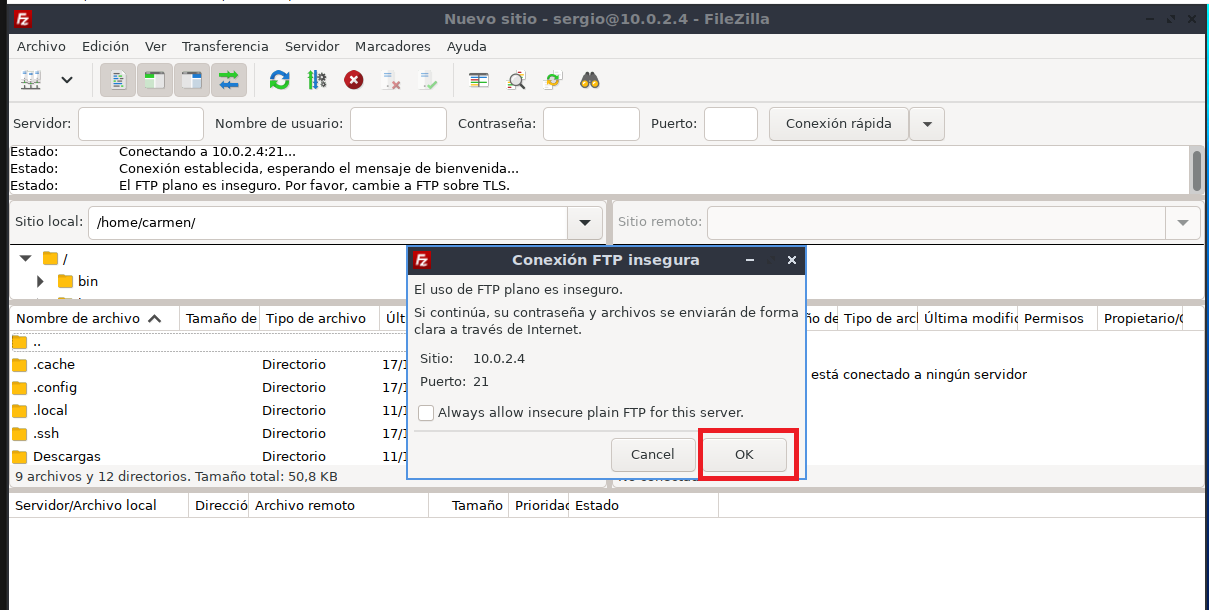 Nuevo sitio - sergio@10.0.2.4 - FileZilla
Archivo Edición Ver Transferencia Servidor Marcadores Ayuda
Servidor: Nombre de usuario: Contraseña: Puerto: Conexión rápida
Estado: Conectando a 10.0.2.4:21...
Estado: Conexión establecida, esperando el mensaje de bienvenida...
Estado: El FTP plano es inseguro. Por favor, cambie a FTP sobre TLS.
Sitio local: /home/carmen/ Sitio remoto:
/
bin
Conexión FTP insegura
El uso de FTP plano es inseguro.
Si continúa, su contraseña y archivos se enviarán de forma
clara a través de Internet.
Sitio: 10.0.2.4
Puerto: 21
Always allow insecure plain FTP for this server.
Cancel OK
Nombre de archivo Tamaño de Tipo de archivo Últ
..
.cache Directorio 17/
.config Directorio 17/
.local Directorio 11/
.ssh Directorio 17/
Descargas Directorio 11/
9 archivos y 12 directorios. Tamaño total: 50,8 KB
ño de Tipo de arcl Última modific Permisos Propietario/
está conectado a ningún servidor
Servidor/Archivo local Direcció Archivo remoto Tamaño Prioridad Estado